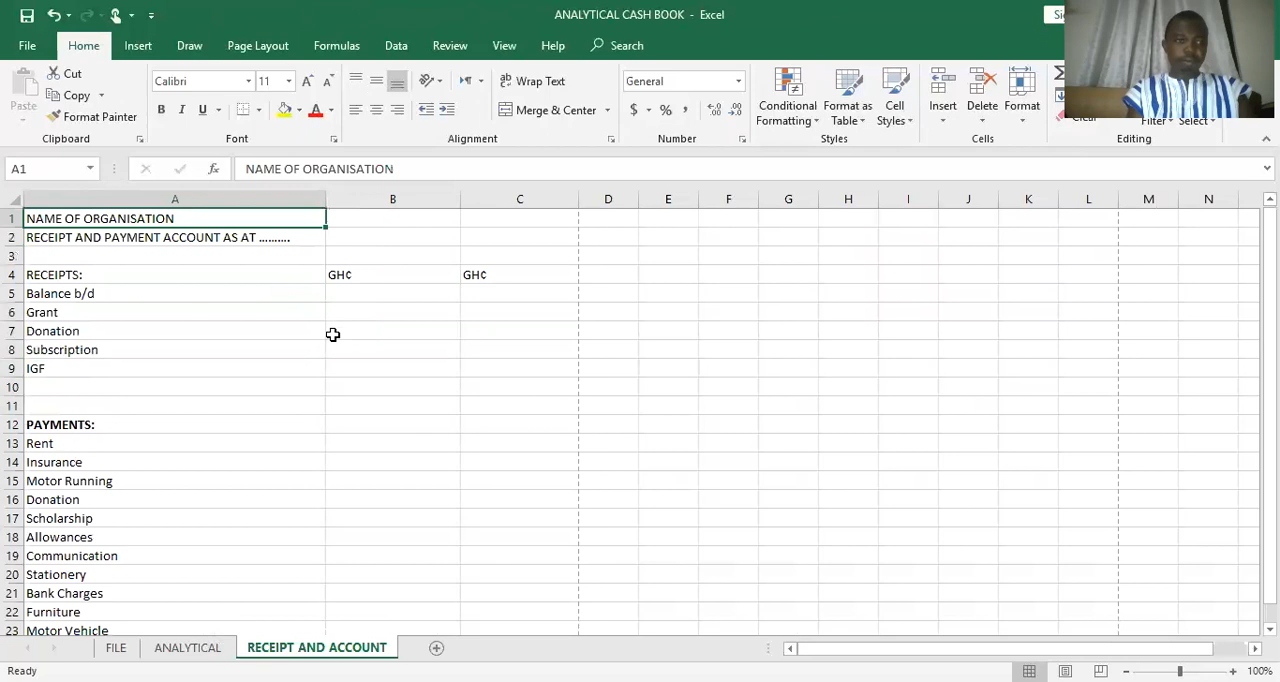 ANALYTICAL CASH BOOK - Excel
File Home Insert Draw Page Layout Formulas Data Review View Help Search
Paste
Cut
Copy
Format Painter
Clipboard
Calibri 11
B I U
Font
Wrap Text
Merge & Center
Alignment
General
$ % ,
Number
Conditional Formatting
Format as Table
Cell Styles
Styles
Insert Delete Format
Cells
Editing
A1 fx NAME OF ORGANISATION
A B C D E F G H I J K L M N
1 NAME OF ORGANISATION
2 RECEIPT AND PAYMENT ACCOUNT AS AT ..........
3
4 RECEIPTS: GH¢ GH¢
5 Balance b/d
6 Grant
7 Donation
8 Subscription
9 IGF
10
11
12 PAYMENTS:
13 Rent
14 Insurance
15 Motor Running
16 Donation
17 Scholarship
18 Allowances
19 Communication
20 Stationery
21 Bank Charges
22 Furniture
23 Motor Vehicle
FILE ANALYTICAL RECEIPT AND ACCOUNT
Ready 100%